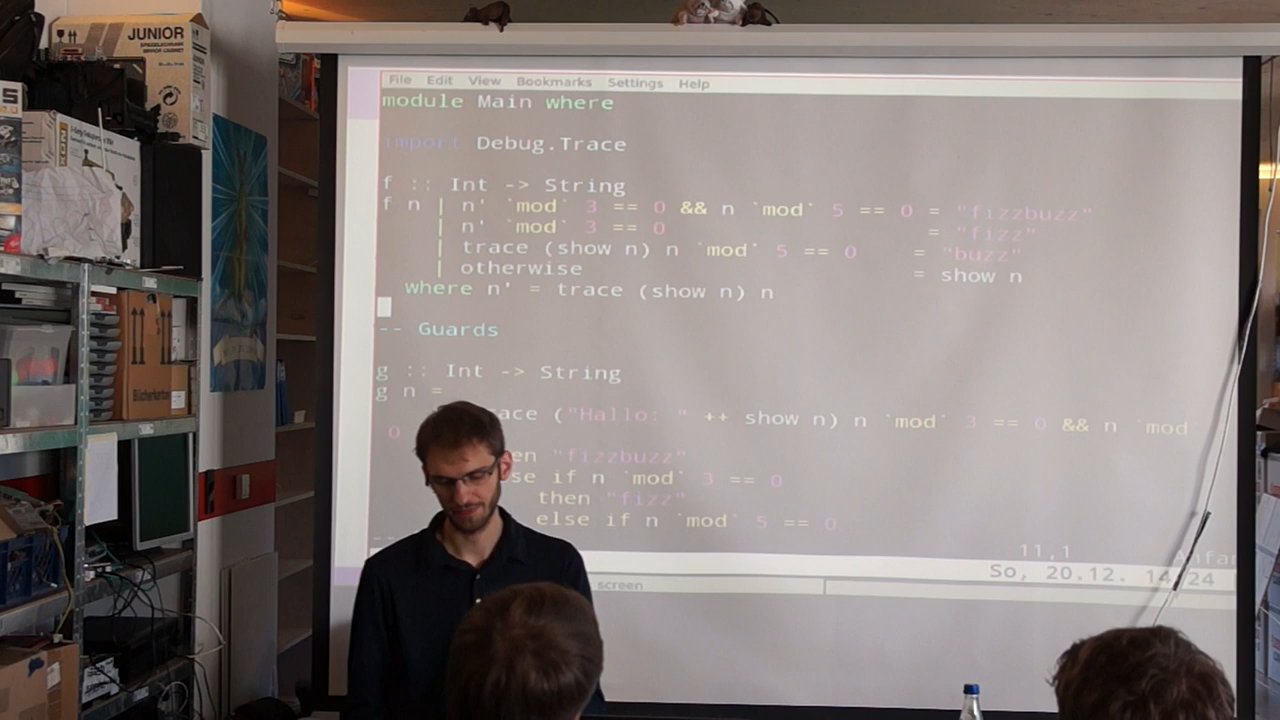 JUNIOR
File Edit View Bookmarks Settings Help
module Main where
import Debug.Trace
f :: Int -> String
f n | n' `mod` 3 == 0 && n `mod` 5 == 0 = "fizzbuzz"
| n' `mod` 3 == 0 = "fizz"
| trace (show n) n `mod` 5 == 0 = "buzz"
| otherwise = show n
where n' = trace (show n) n
-- Guards
g :: Int -> String
g n =
ace ("Hallo: " ++ show n) n `mod` 3 == 0 && n `mod`
0
en "fizzbuzz"
se if n `mod` 3 == 0
then "fizz"
else if n `mod` 5 == 0
--
11,1
So, 20.12. 14:24
screen
Bücherkarton